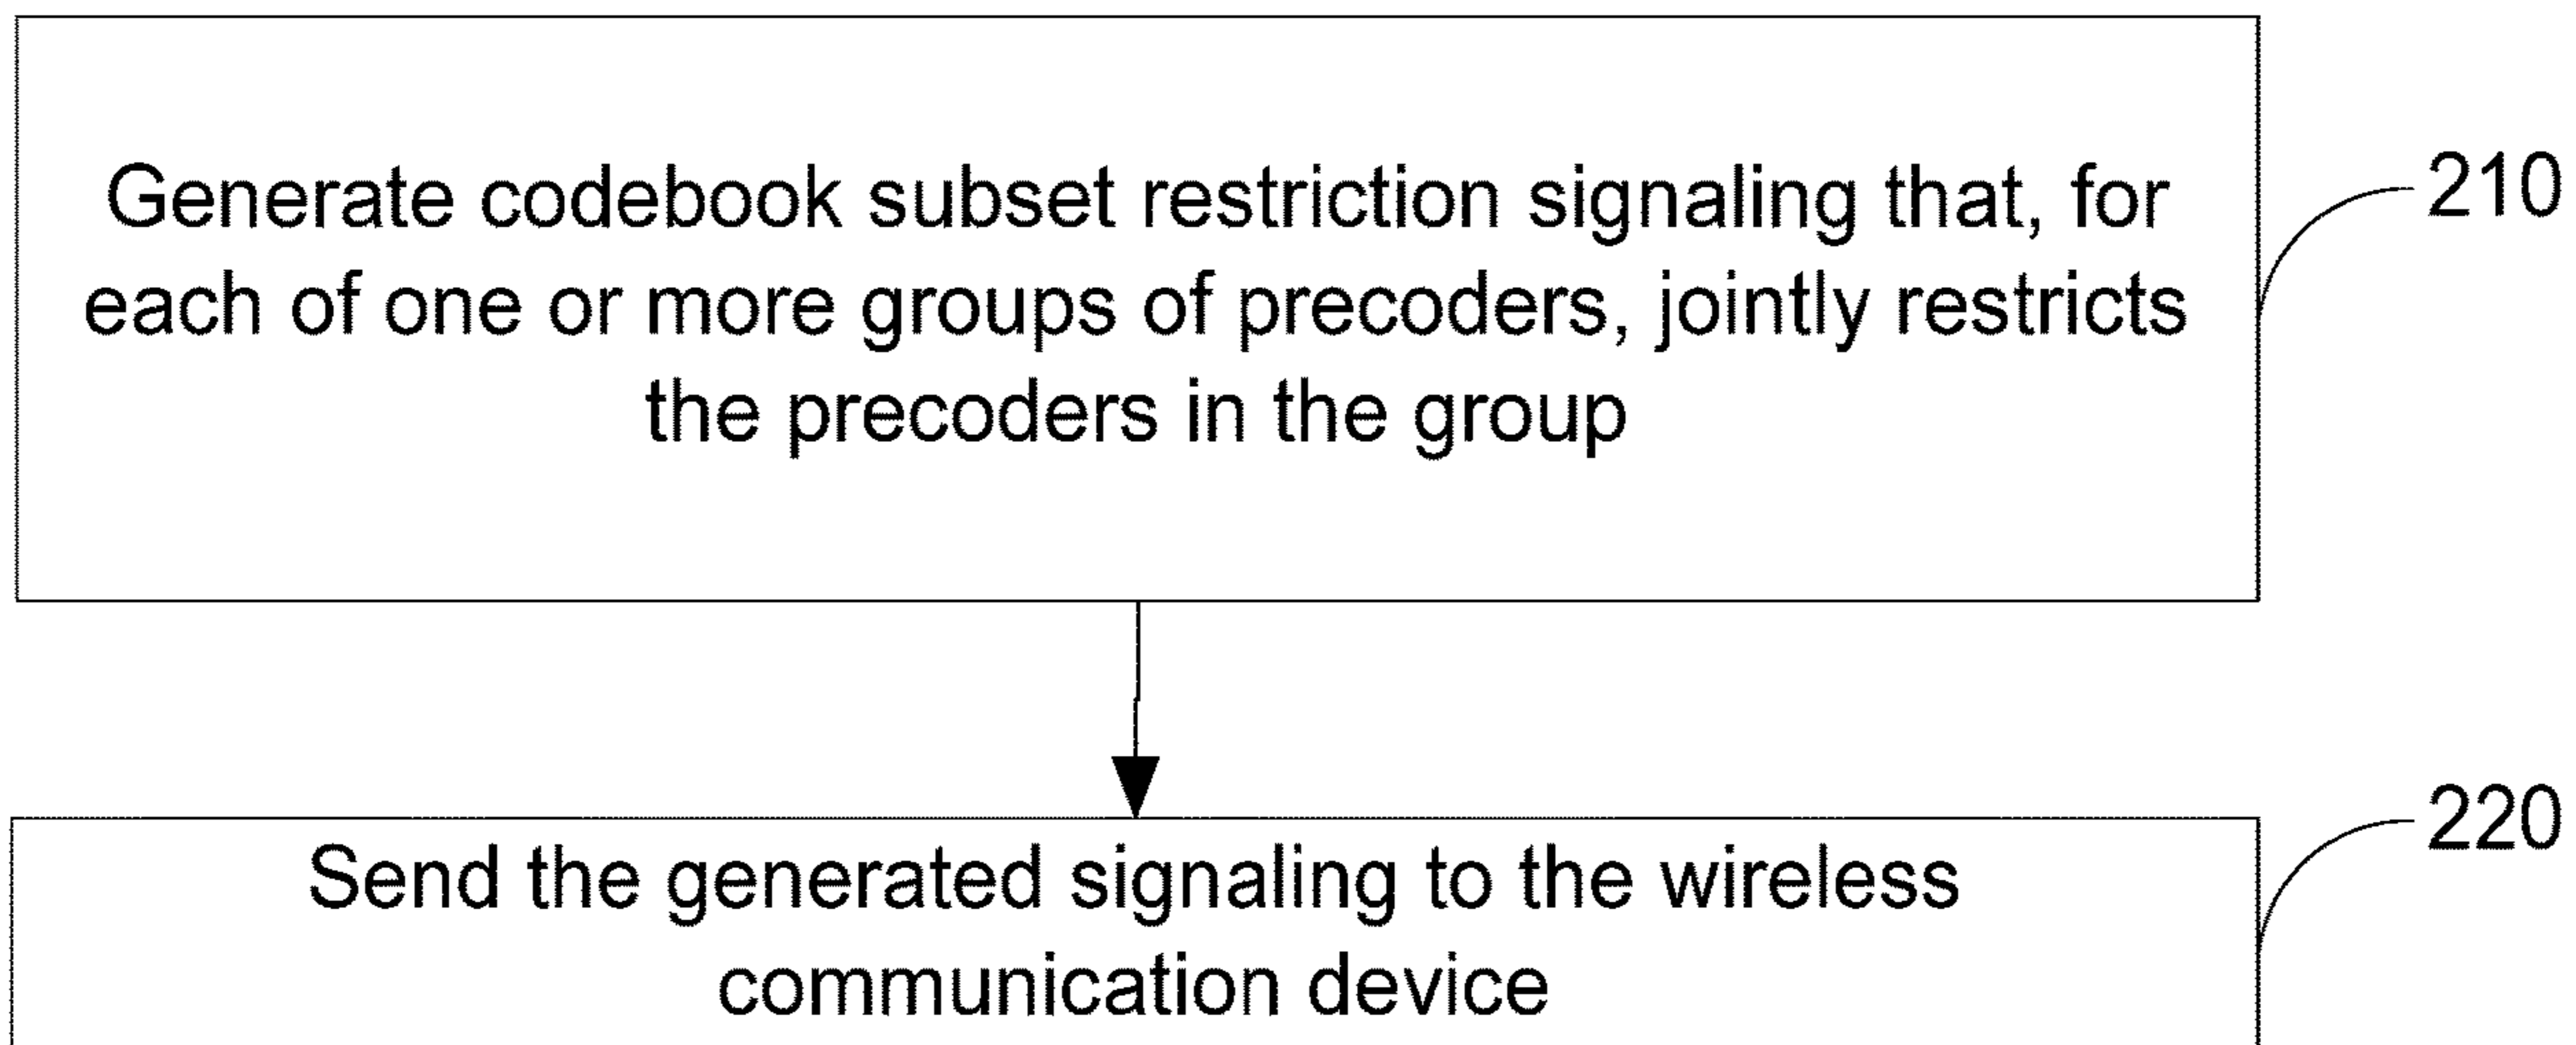 Generate codebook subset restriction signaling that, for
each of one or more groups of precoders, jointly restricts
the precoders in the group
210
Send the generated signaling to the wireless
communication device
220